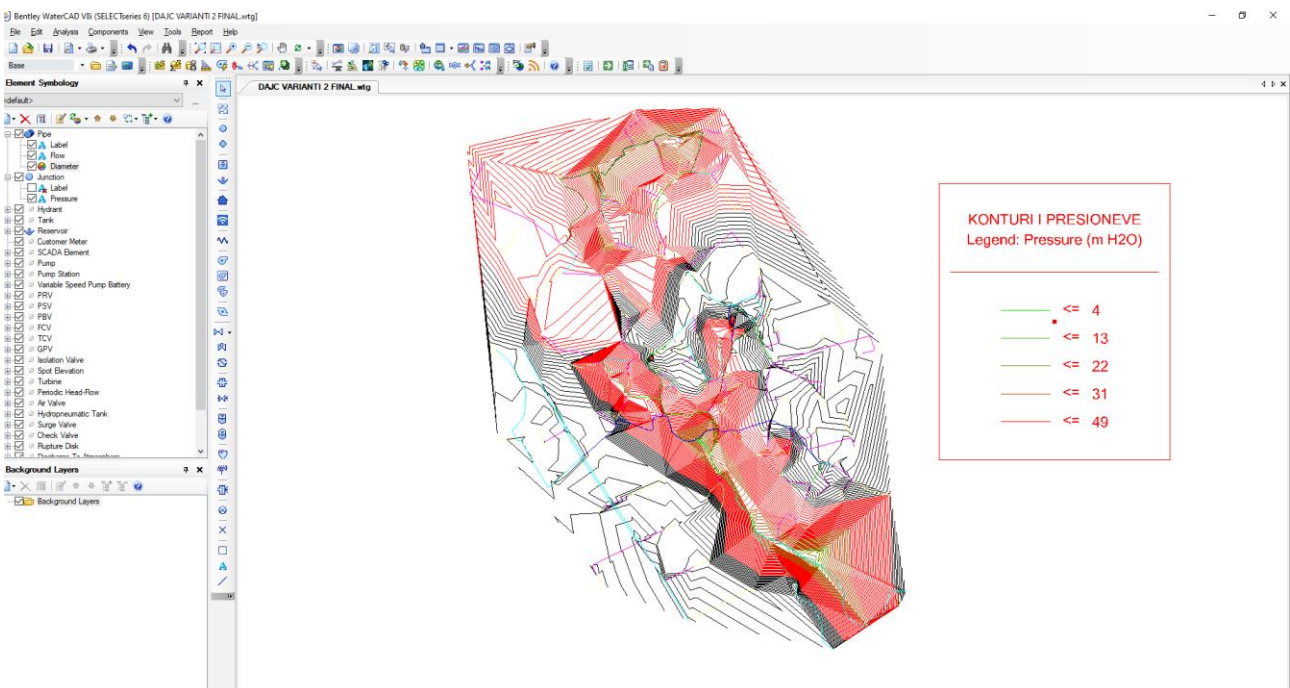 Bentley WaterCAD V8i (SELECTseries 6) [DAJC VARIANTI 2 FINAL.wtg]
File Edit Analysis Components View Tools Report Help
Base
Element Symbology
<default>
DAJC VARIANTI 2 FINAL.wtg
Pipe
Label
Flow
Diameter
Junction
Label
Pressure
Hydrant
Tank
Reservoir
Customer Meter
SCADA Element
Pump
Pump Station
Variable Speed Pump Battery
PRV
PSV
PBV
FCV
TCV
GPV
Isolation Valve
Spot Elevation
Turbine
Periodic Head-Flow
Air Valve
Hydropneumatic Tank
Surge Valve
Check Valve
Rupture Disk
Discharge To Atmosphere
Background Layers
Background Layers
KONTURI I PRESIONEVE
Legend: Pressure (m H2O)
<= 4
<= 13
<= 22
<= 31
<= 49